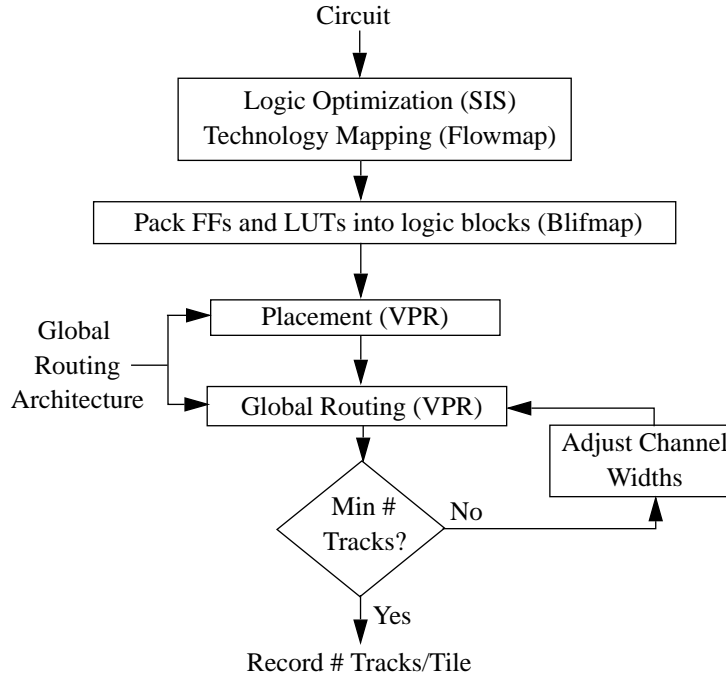 Circuit
Logic Optimization (SIS)
Technology Mapping (Flowmap)
Pack FFs and LUTs into logic blocks (Blifmap)
Placement (VPR)
Global
Routing
Architecture
Global Routing (VPR)
Adjust Channel
Widths
Min #
Tracks?
No
Yes
Record # Tracks/Tile